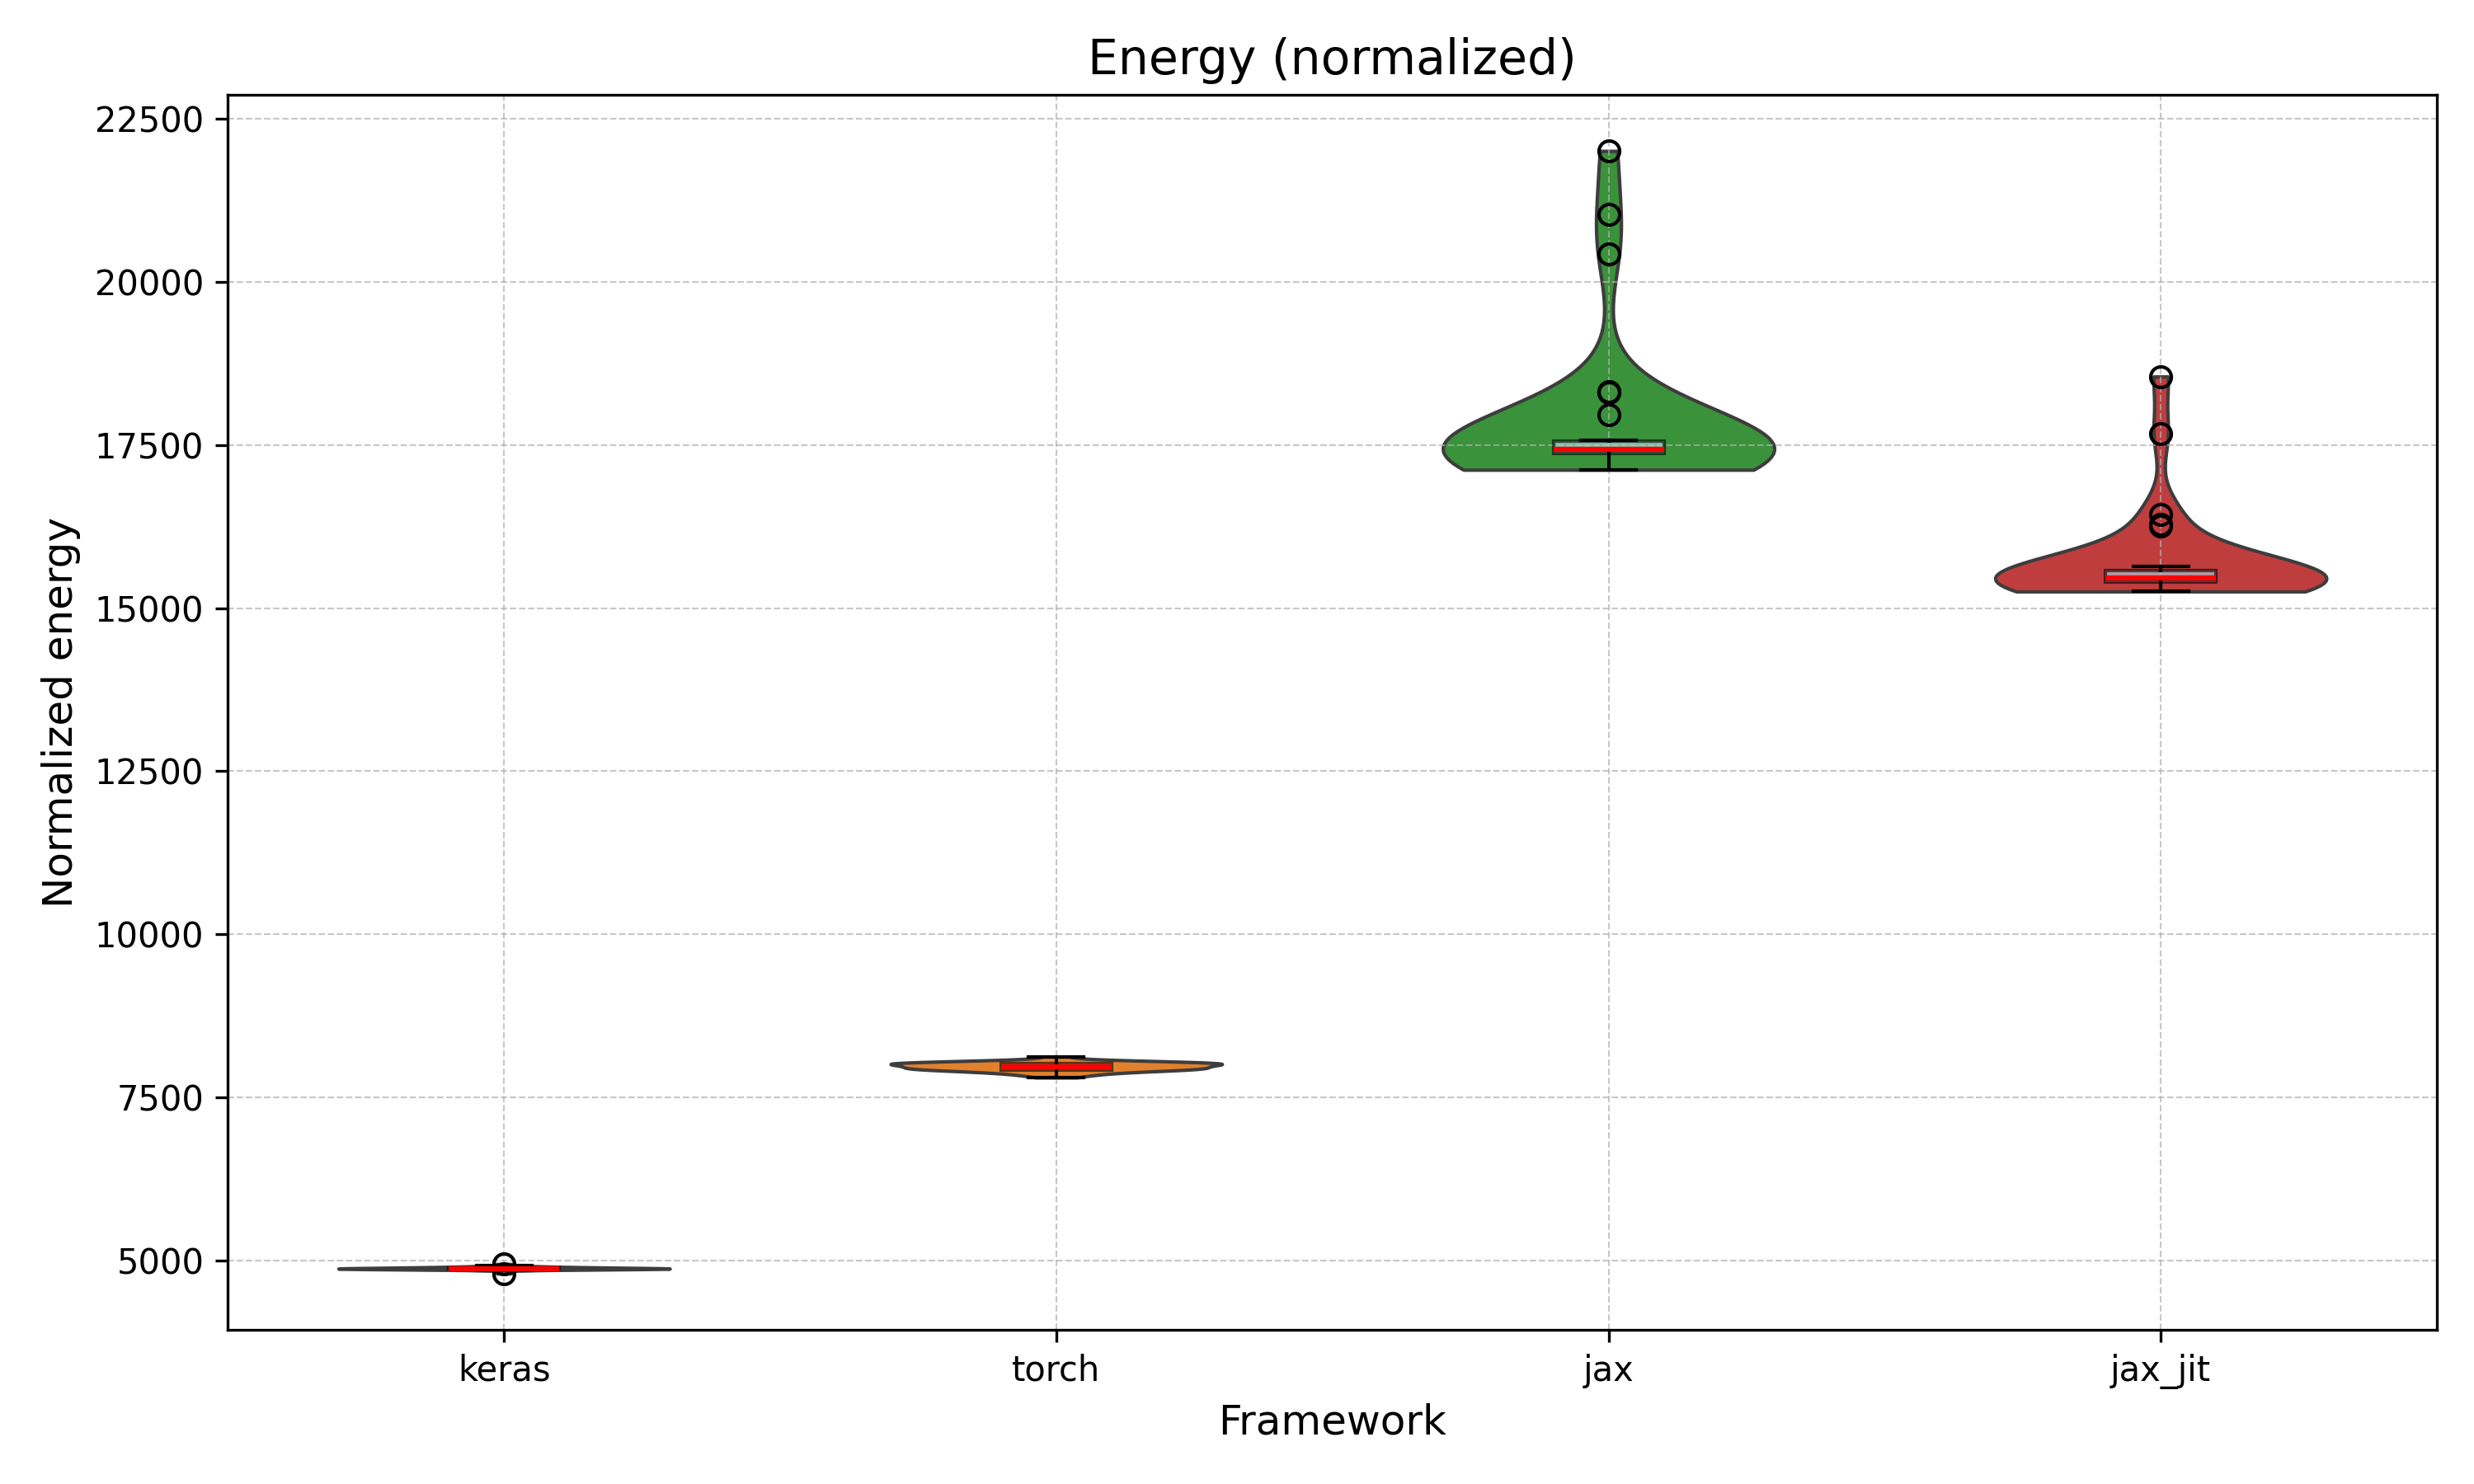 Energy (normalized)
22500
20000
17500
15000
12500
10000
7500
5000
Normalized energy
keras
torch
jax
jax_jit
Framework